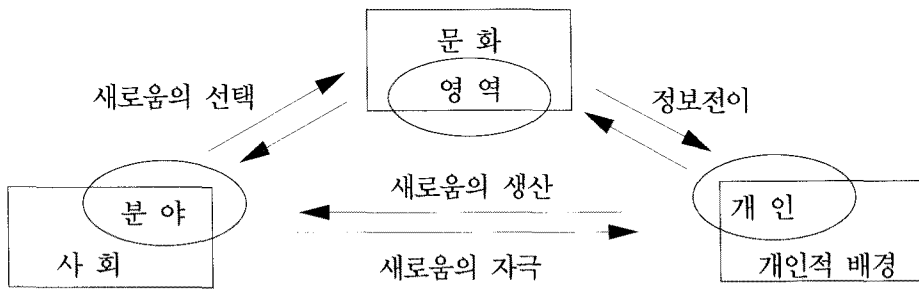 문 화
영 역
새로움의 선택
정보전이
분 야
사 회
새로움의 생산
새로움의 자극
개 인
개인적 배경